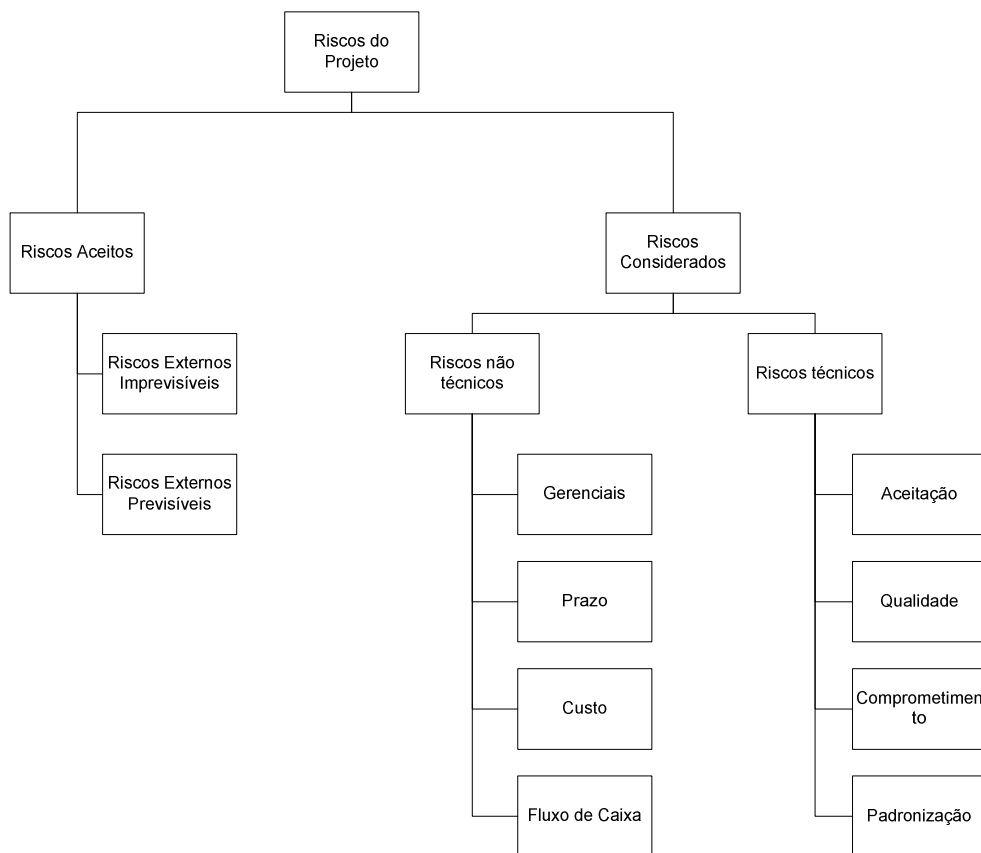 Riscos do
Projeto
Riscos Aceitos
Riscos
Considerados
Riscos Externos
Imprevisíveis
Riscos Externos
Previsíveis
Riscos não
técnicos
Riscos técnicos
Gerenciais
Prazo
Custo
Fluxo de Caixa
Aceitação
Qualidade
Comprometimen
to
Padronização